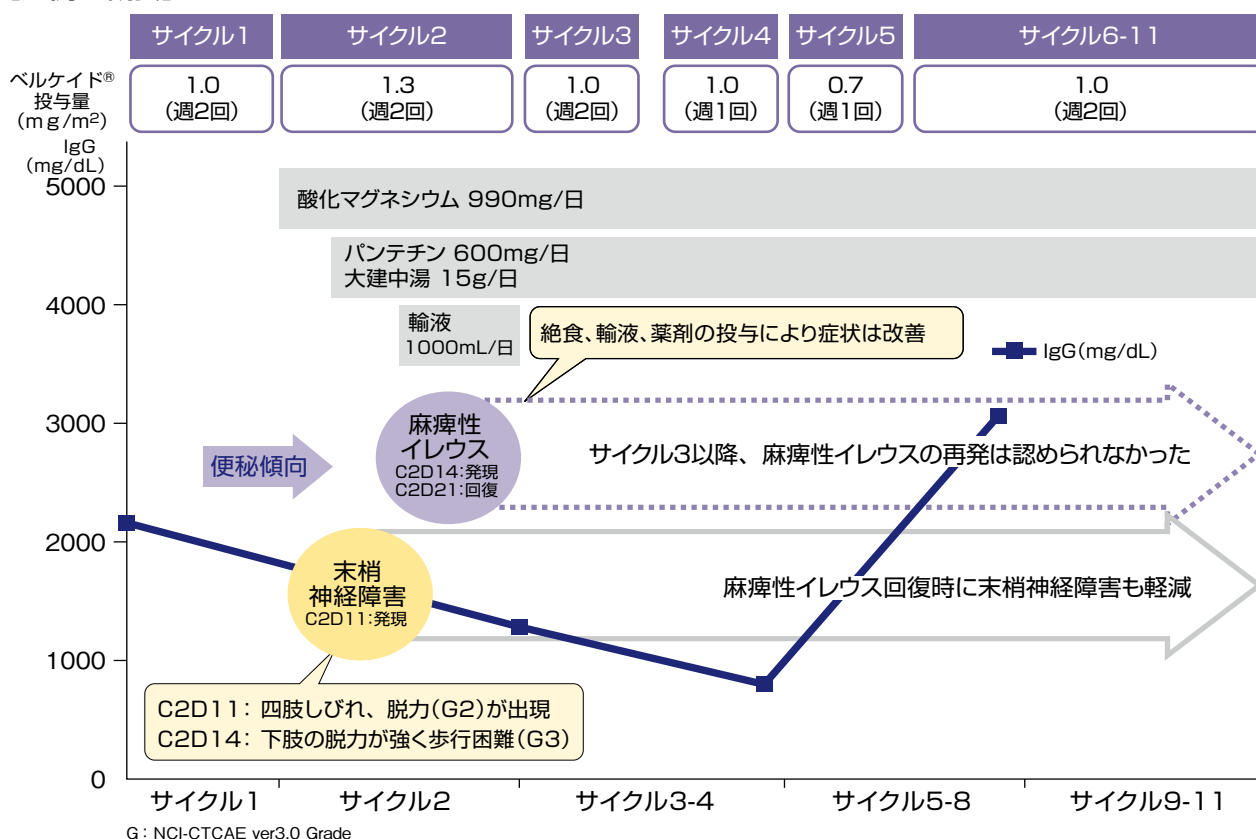 サイクル1
サイクル2
サイクル3
サイクル4
サイクル5
サイクル6-11
ベルケイド®
投与量
(mg/m2)
1.0
(週2回)
1.3
(週2回)
1.0
(週2回)
1.0
(週1回)
0.7
(週1回)
1.0
(週2回)
IgG
(mg/dL)
5000
4000
3000
2000
1000
0
酸化マグネシウム 990mg/日
パンテチン 600mg/日
大建中湯 15g/日
輸液
1000mL/日
絶食、輸液、薬剤の投与により症状は改善
IgG(mg/dL)
便秘傾向
麻痺性
イレウス
C2D14:発現
C2D21:回復
サイクル3以降、麻痺性イレウスの再発は認められなかった
末梢
神経障害
C2D11:発現
麻痺性イレウス回復時に末梢神経障害も軽減
C2D11: 四肢しびれ、脱力(G2)が出現
C2D14: 下肢の脱力が強く歩行困難(G3)
サイクル1
サイクル2
サイクル3-4
サイクル5-8
サイクル9-11
G : NCI-CTCAE ver3.0 Grade